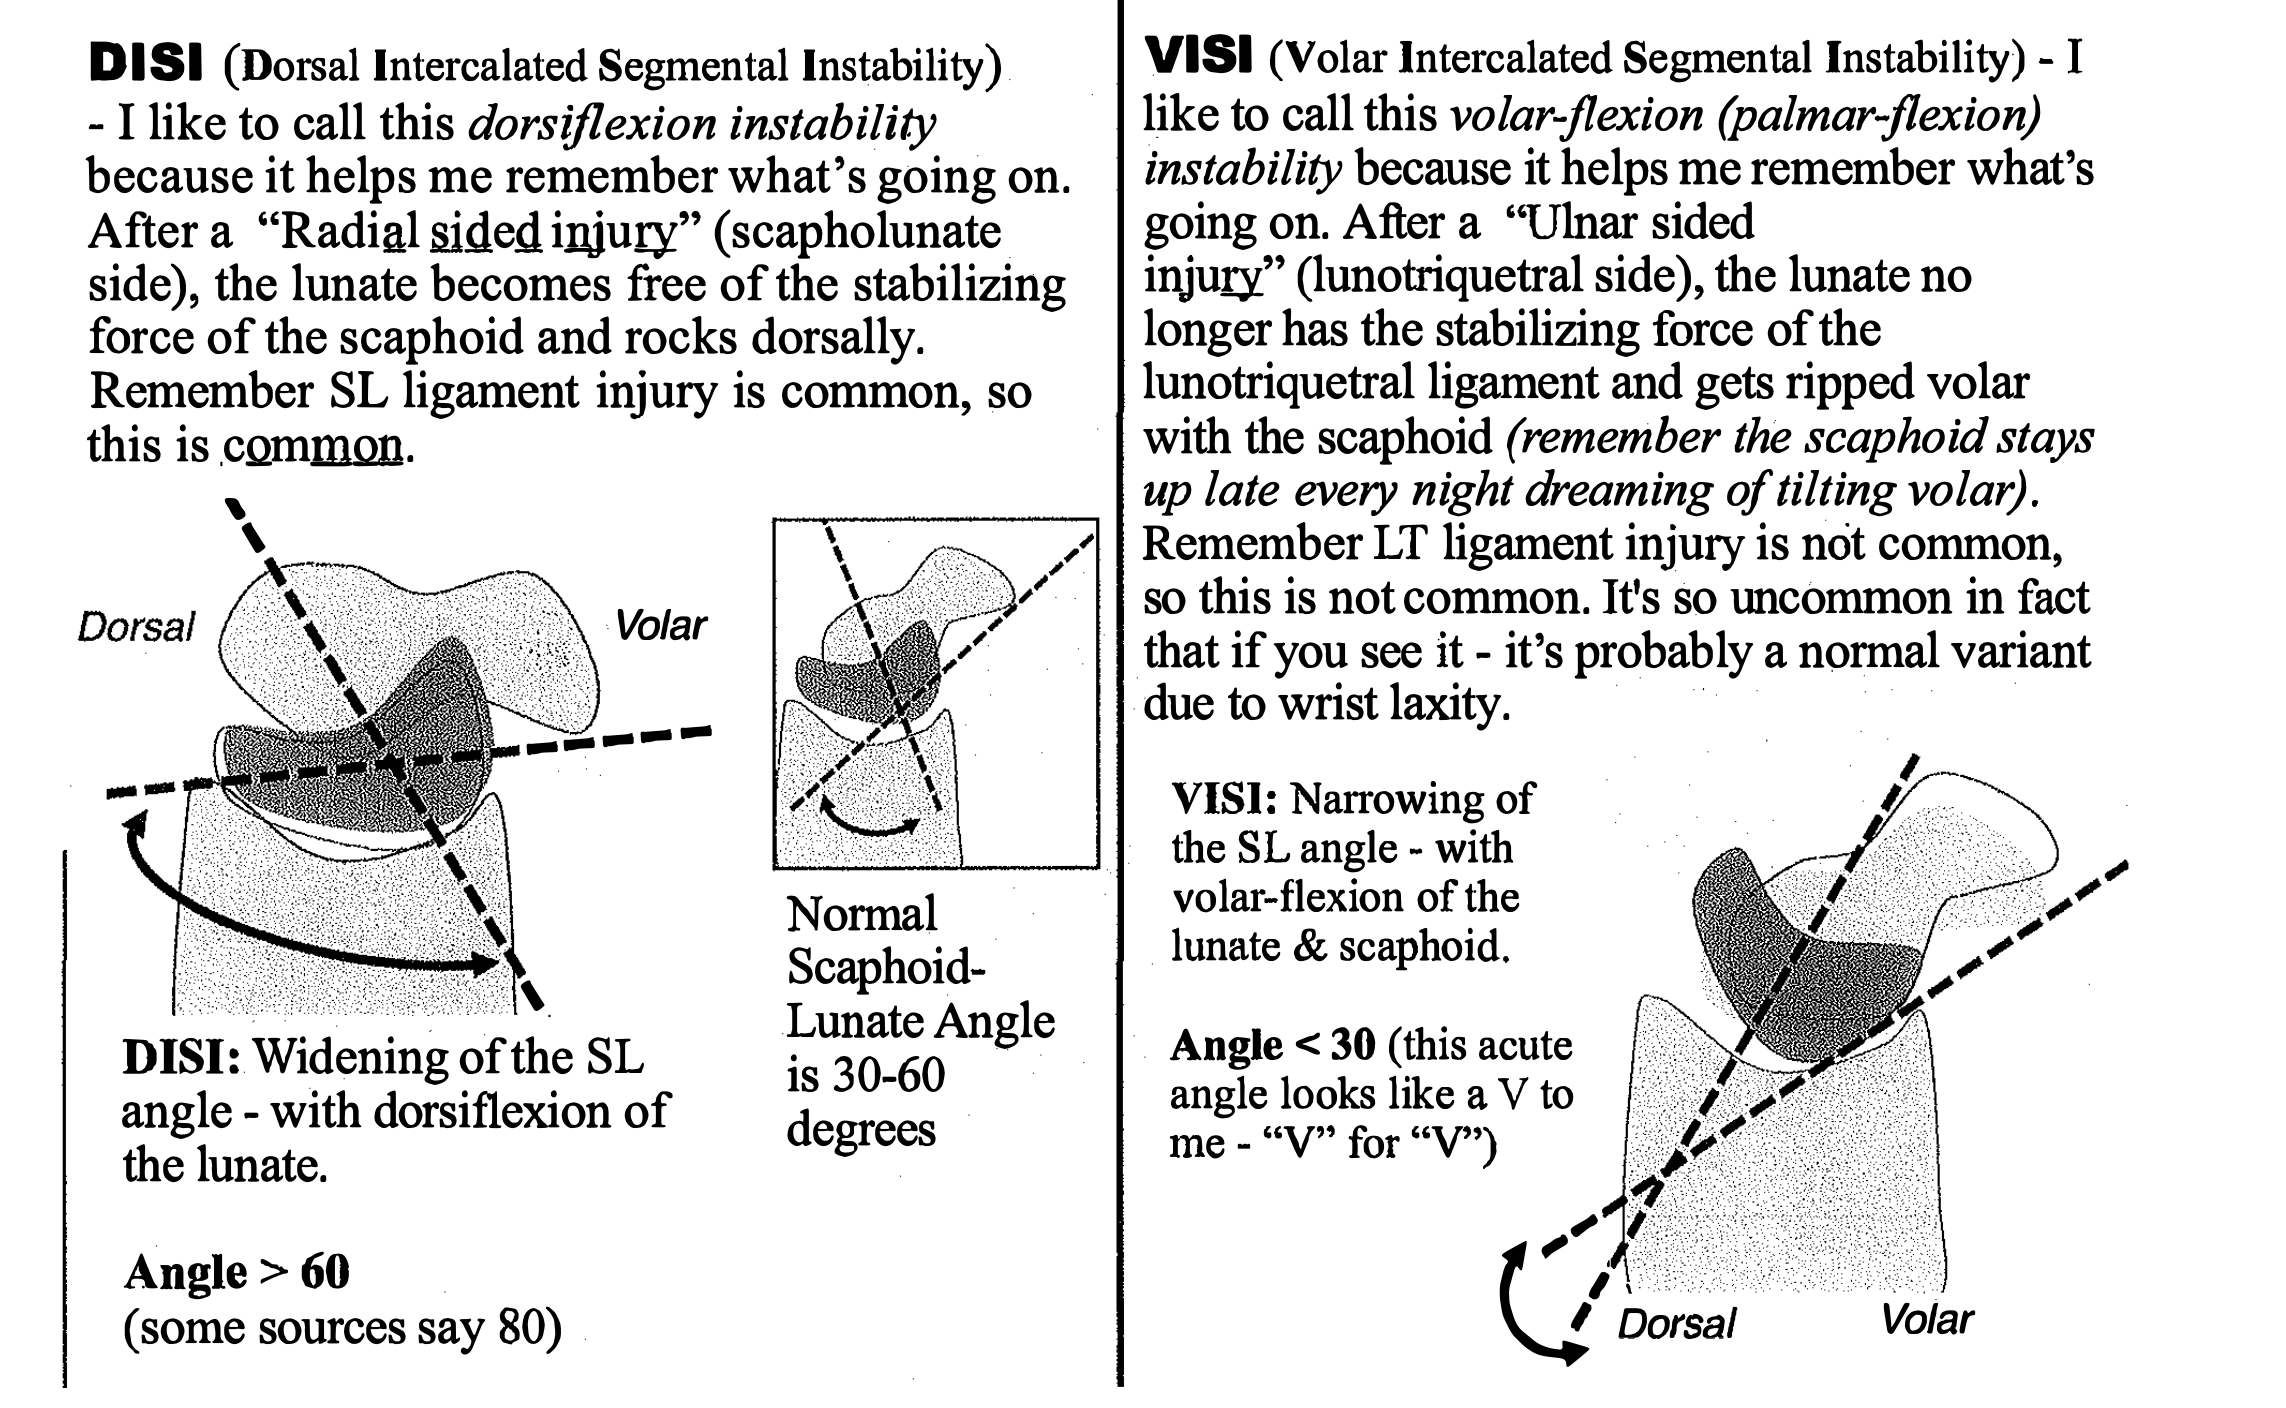 DISI (Dorsal Intercalated Segmental Instability)
- I like to call this dorsiflexion instability
because it helps me remember what's going on.
After a “Radial sided injury” (scapholunate
side), the lunate becomes free of the stabilizing
force of the scaphoid and rocks dorsally.
Remember SL ligament injury is common, so
this is common.
Dorsal
Volar
Normal
Scaphoid-
Lunate Angle
is 30-60
degrees
DISI: Widening of the SL
angle - with dorsiflexion of
the lunate.
Angle > 60
(some sources say 80)
VISI (Volar Intercalated Segmental Instability) - I
like to call this volar-flexion (palmar-flexion)
instability because it helps me remember what's
going on. After a “Ulnar sided
injury” (lunotriquetral side), the lunate no
longer has the stabilizing force of the
lunotriquetral ligament and gets ripped volar
with the scaphoid (remember the scaphoid stays
up late every night dreaming of tilting volar).
Remember LT ligament injury is not common,
so this is not common. It's so uncommon in fact
that if you see it - it's probably a normal variant
due to wrist laxity.
VISI: Narrowing of
the SL angle - with
volar-flexion of the
lunate & scaphoid.
Angle < 30 (this acute
angle looks like a V to
me - “V” for “V”)
Dorsal
Volar